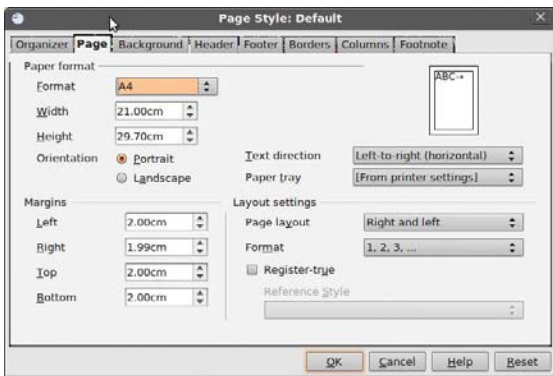 Page Style: Default
Organizer Page Background Header Footer Borders Columns Footnote
Paper format
Format A4
Width 21.00cm
Height 29.70cm
Orientation Portrait
Landscape
ABC→
Text direction Left-to-right (horizontal)
Paper tray [From printer settings]
Margins
Left 2.00cm
Right 1.99cm
Top 2.00cm
Bottom 2.00cm
Layout settings
Page layout Right and left
Format 1, 2, 3, ...
Register-true
Reference Style
OK Cancel Help Reset